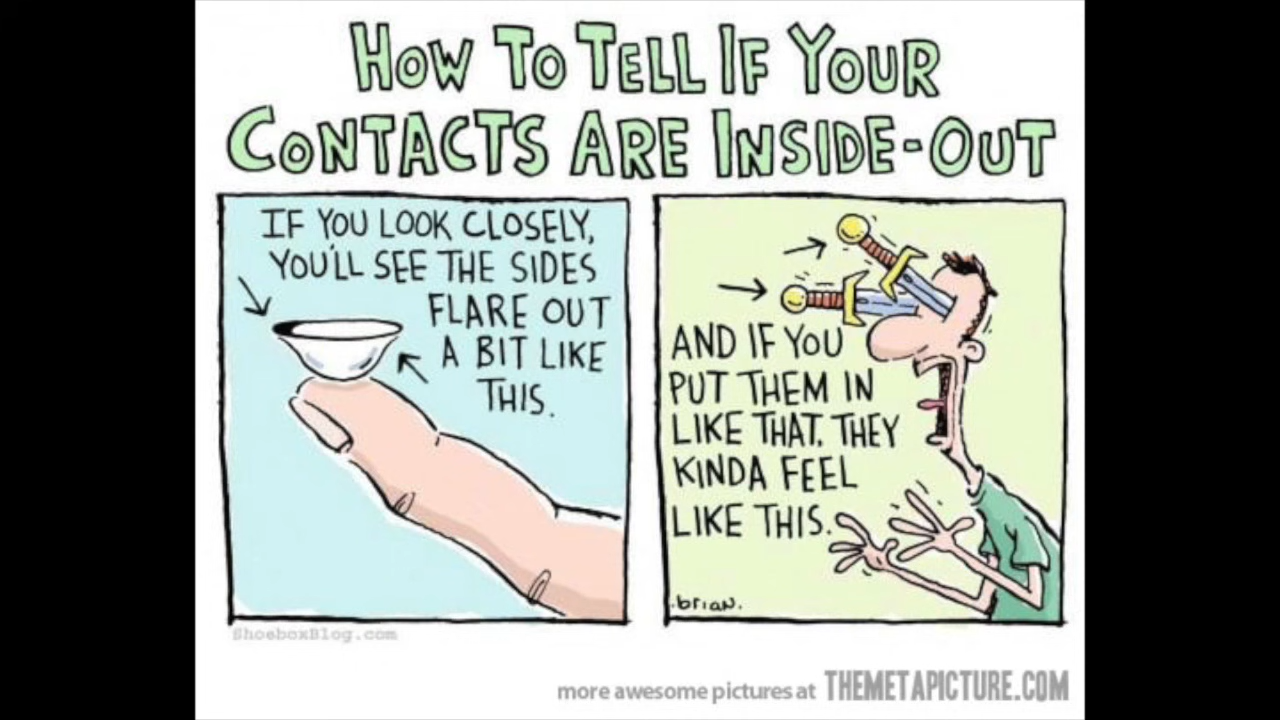 How To Tell If Your
Contacts Are Inside-Out
IF YOU LOOK CLOSELY,
YOU'LL SEE THE SIDES
FLARE OUT
A BIT LIKE
THIS.
AND IF YOU
PUT THEM IN
LIKE THAT, THEY
KINDA FEEL
LIKE THIS.
.brian.
ShoeboxBlog.com
more awesome pictures at THEMETAPICTURE.COM